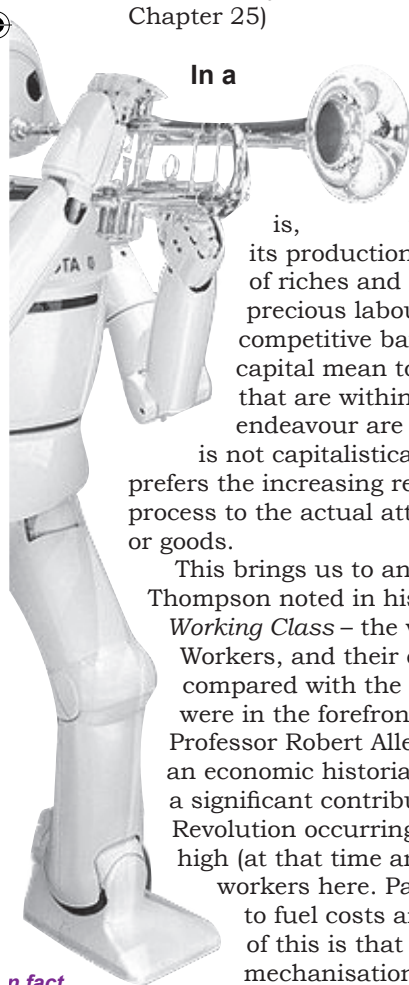 Chapter 25)
In a
is,
its production
of riches and
precious labou
competitive ba
capital mean to
that are within
endeavour are
is not capitalistica
prefers the increasing re
process to the actual att
or goods.
This brings us to an
Thompson noted in his
Working Class – the v
Workers, and their
compared with the
were in the forefron
Professor Robert Alle
an economic historia
a significant contribu
Revolution occurring
high (at that time an
workers here. Pa
to fuel costs a
of this is that
mechanisation
n fact